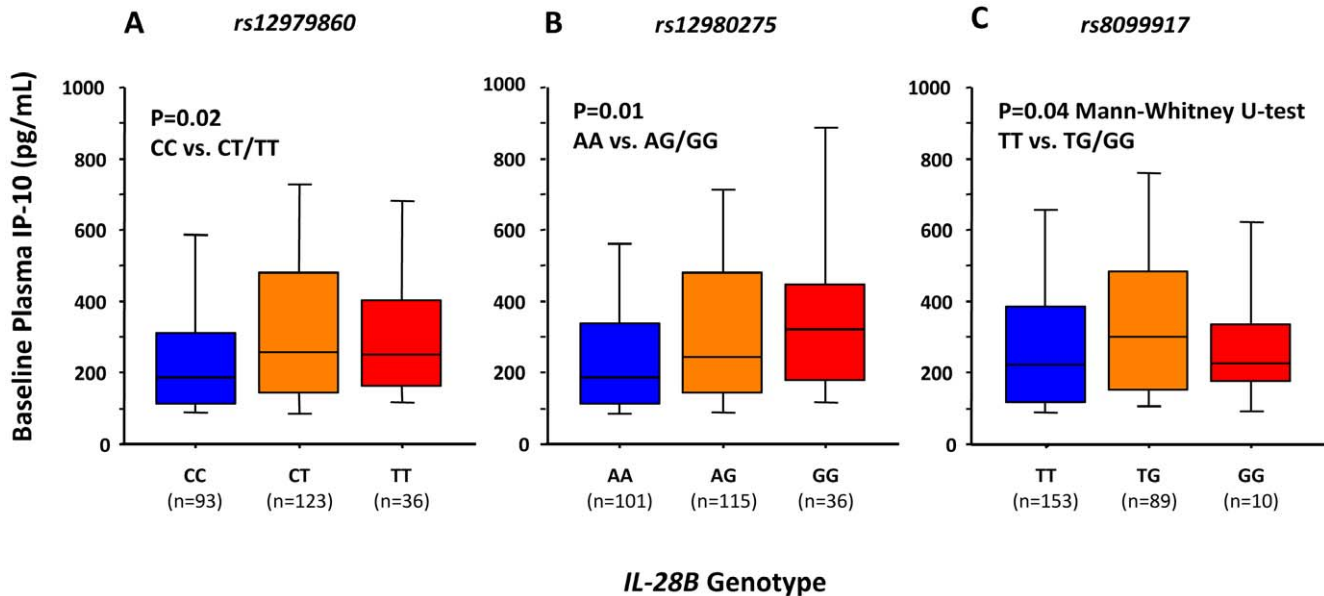 A rs12979860
B rs12980275
C rs8099917
Baseline Plasma IP-10 (pg/mL)
1000
800
600
400
200
0
P=0.02
CC vs. CT/TT
CC
(n=93)
CT
(n=123)
TT
(n=36)
1000
800
600
400
200
0
P=0.01
AA vs. AG/GG
AA
(n=101)
AG
(n=115)
GG
(n=36)
1000
800
600
400
200
0
P=0.04 Mann-Whitney U-test
TT vs. TG/GG
TT
(n=153)
TG
(n=89)
GG
(n=10)
IL-28B Genotype